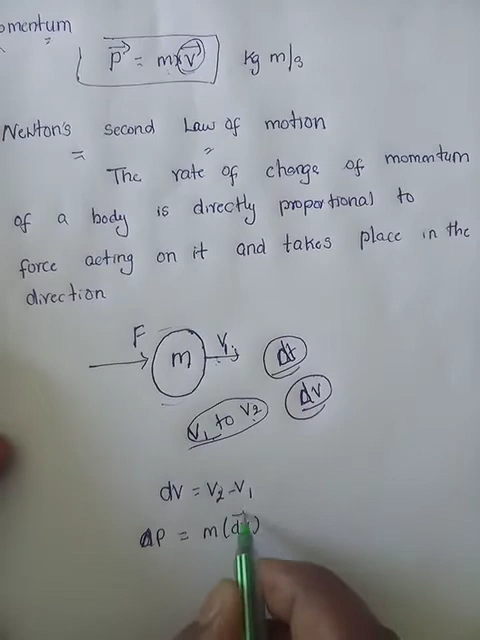 omentum
p⃗ = m×v⃗ kg m/s
Newton's second Law of motion
The rate of change of momentum
of a body is directly proportional to
force acting on it and takes place in the
direction
F m V₁ dt
dv
V₁ to V₂
dv = V₂-V₁
dP = m(d